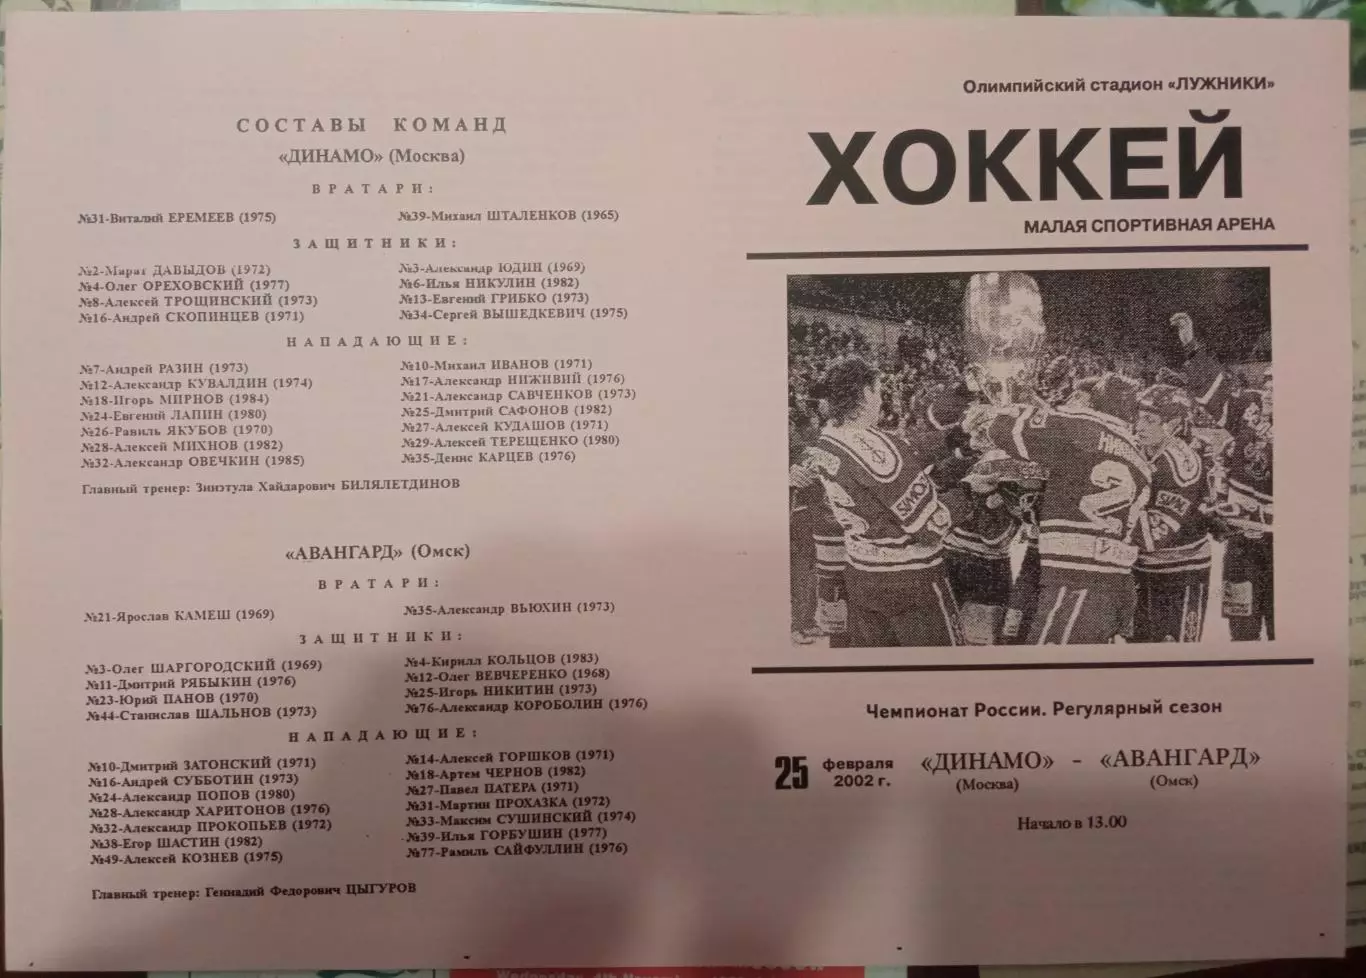 СОСТАВЫ КОМАНД
«ДИНАМО» (Москва)
ВРАТАРИ:
№31-Виталий ЕРЕМЕЕВ (1975)
№39-Михаил ШТАЛЕНКОВ (1965)
ЗАЩИТНИКИ:
№2-Марат ДАВЫДОВ (1972)
№4-Олег ОРЕХОВСКИЙ (1977)
№8-Алексей ТРОЩИНСКИЙ (1973)
№16-Андрей СКОПИНЦЕВ (1971)
№3-Александр ЮДИН (1969)
№6-Илья НИКУЛИН (1982)
№13-Евгений ГРИБКО (1973)
№34-Сергей ВЫШЕДКЕВИЧ (1975)
НАПАДАЮЩИЕ:
№7-Андрей РАЗИН (1973)
№12-Александр КУВАЛДИН (1974)
№18-Игорь МИРНОВ (1984)
№24-Евгений ЛАПИН (1980)
№26-Равиль ЯКУБОВ (1970)
№28-Алексей МИХНОВ (1982)
№32-Александр ОВЕЧКИН (1985)
№10-Михаил ИВАНОВ (1971)
№17-Александр НИЖИВИЙ (1976)
№21-Александр САВЧЕНКОВ (1973)
№25-Дмитрий САФОНОВ (1982)
№27-Алексей КУДАШОВ (1971)
№29-Алексей ТЕРЕЩЕНКО (1980)
№35-Денис КАРЦЕВ (1976)
Главный тренер: Зинэтула Хайдарович БИЛЯЛЕТДИНОВ
«АВАНГАРД» (Омск)
ВРАТАРИ:
№21-Ярослав КАМЕШ (1969)
№35-Александр ВЬЮХИН (1973)
ЗАЩИТНИКИ:
№3-Олег ШАРГОРОДСКИЙ (1969)
№11-Дмитрий РЯБЫКИН (1976)
№23-Юрий ПАНОВ (1970)
№44-Станислав ШАЛЬНОВ (1973)
№4-Кирилл КОЛЬЦОВ (1983)
№12-Олег ВЕВЧЕРЕНКО (1968)
№25-Игорь НИКИТИН (1973)
№76-Александр КОРОБОЛИН (1976)
НАПАДАЮЩИЕ:
№10-Дмитрий ЗАТОНСКИЙ (1971)
№16-Андрей СУББОТИН (1973)
№24-Александр ПОПОВ (1980)
№28-Александр ХАРИТОНОВ (1976)
№32-Александр ПРОКОПЬЕВ (1972)
№38-Егор ШАСТИН (1982)
№49-Алексей КОЗНЕВ (1975)
№14-Алексей ГОРШКОВ (1971)
№18-Артем ЧЕРНОВ (1982)
№27-Павел ПАТЕРА (1971)
№31-Мартин ПРОХАЗКА (1972)
№33-Максим СУШИНСКИЙ (1974)
№39-Илья ГОРБУШИН (1977)
№77-Рамиль САЙФУЛЛИН (1976)
Главный тренер: Геннадий Федорович ЦЫГУРОВ
Олимпийский стадион «ЛУЖНИКИ»
ХОККЕЙ
МАЛАЯ СПОРТИВНАЯ АРЕНА
Чемпионат России. Регулярный сезон
25 февраля 2002 г.
«ДИНАМО» - «АВАНГАРД»
(Москва) (Омск)
Начало в 13.00